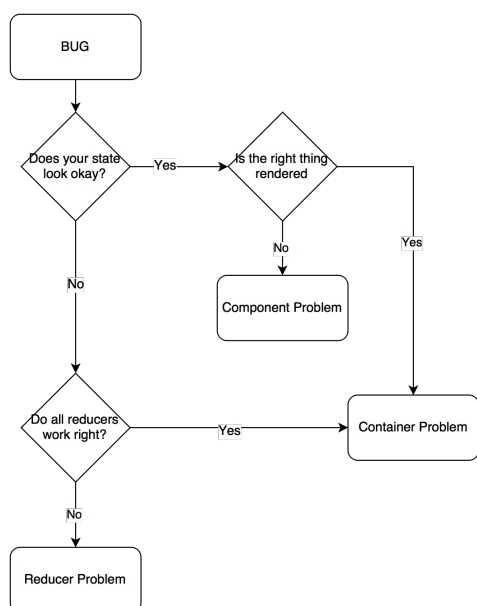 BUG
Does your state
look okay?
Yes
Is the right thing
rendered
Yes
No
No
Component Problem
Do all reducers
work right?
Yes
Container Problem
No
Reducer Problem